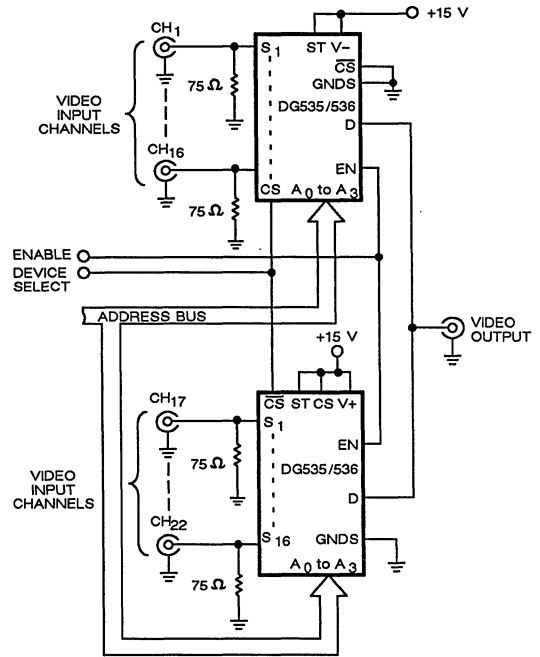 +15 V
CH1
S1
ST V-
C̅S̅
GNDS
75 Ω
DG535/536
D
VIDEO
INPUT
CHANNELS
CH16
EN
CS A0 to A3
75 Ω
ENABLE
DEVICE
SELECT
ADDRESS BUS
VIDEO
OUTPUT
+15 V
CH17
C̅S̅ ST CS V+
S1
EN
75 Ω
DG535/536
VIDEO
INPUT
CHANNELS
D
CH22
S16
GNDS
A0 to A3
75 Ω